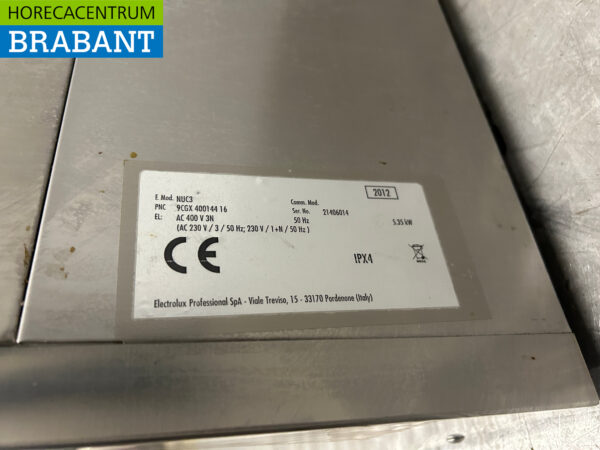 HORECACENTRUM
BRABANT
2012
F. Mod. NUC3 Comm. Mod.
PNC 9CGX 400144 16 Ser. No. 21406014
EL: AC 400 V 3N 50 Hz 5.35 kW
(AC 230 V / 3 / 50 Hz; 230 V / 1+N / 50 Hz )
CE
IPX4
Electrolux Professional SpA - Viale Treviso, 15 - 33170 Pordenone (Italy)